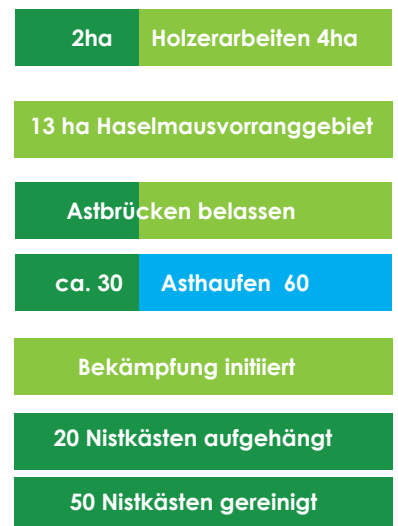 2ha Holzerarbeiten 4ha
13 ha Haselmausvorranggebiet
Astbrücken belassen
ca. 30 Asthaufen 60
Bekämpfung initiiert
20 Nistkästen aufgehängt
50 Nistkästen gereinigt